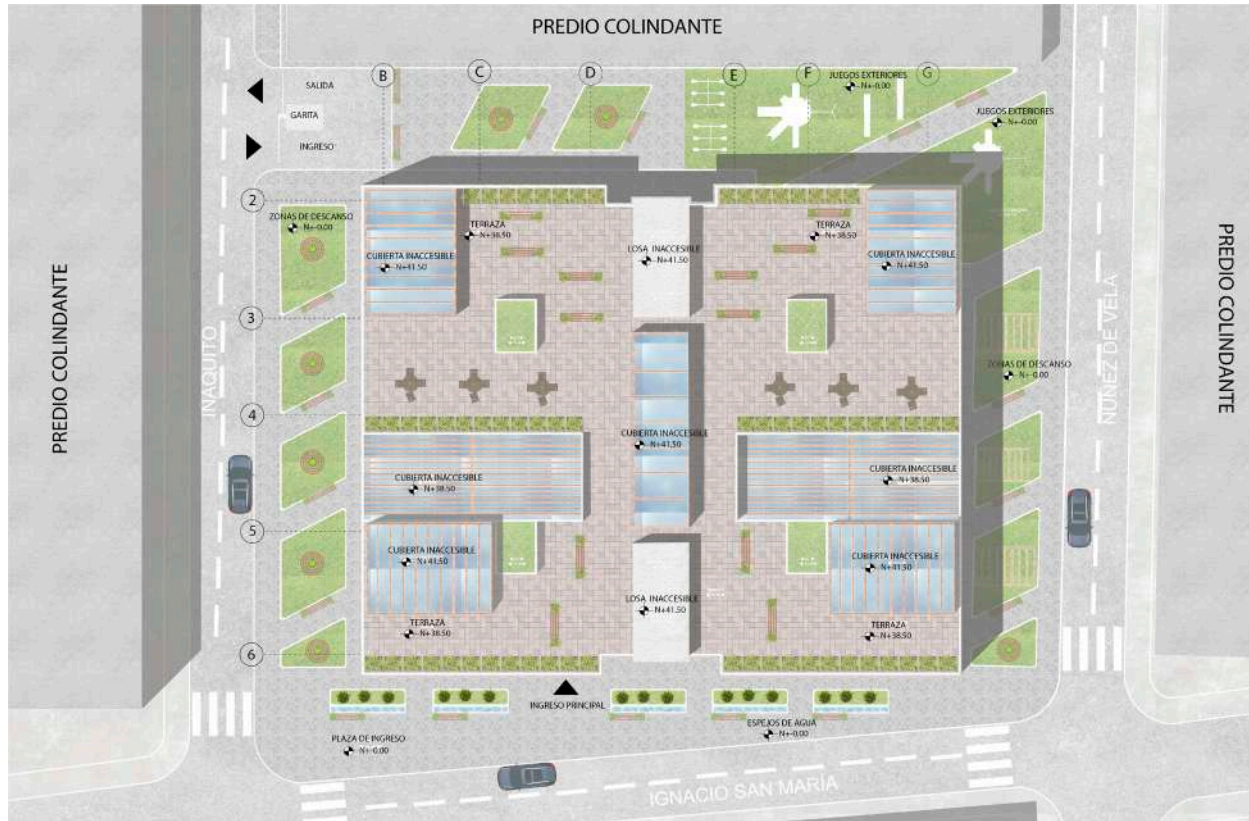 PREDIO COLINDANTE
B
C
D
E
F
G
JUEGOS EXTERIORES
N+-0.00
SALIDA
GARITA
INGRESO
JUEGOS EXTERIORES
N+-0.00
2
ZONAS DE DESCANSO
N+-0.00
TERRAZA
N+38.50
CUBIERTA INACCESIBLE
N+41.50
LOSA INACCESIBLE
N+41.50
TERRAZA
N+38.50
CUBIERTA INACCESIBLE
N+41.50
PREDIO COLINDANTE
PREDIO COLINDANTE
3
INAQUITO
NUÑEZ DE VELA
ZONAS DE DESCANSO
N+-0.00
4
CUBIERTA INACCESIBLE
N+41.50
CUBIERTA INACCESIBLE
N+38.50
CUBIERTA INACCESIBLE
N+38.50
5
CUBIERTA INACCESIBLE
N+41.50
CUBIERTA INACCESIBLE
N+41.50
LOSA INACCESIBLE
N+41.50
TERRAZA
N+38.50
TERRAZA
N+38.50
6
INGRESO PRINCIPAL
PLAZA DE INGRESO
N+-0.00
ESPEJOS DE AGUA
N+-0.00
IGNACIO SAN MARÍA